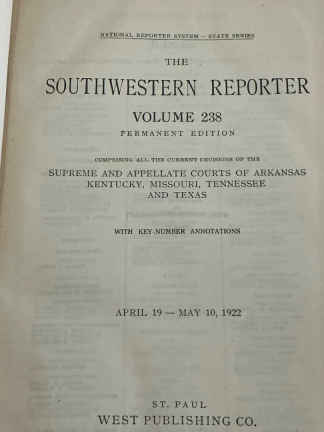 NATIONAL REPORTER SYSTEM – STATE SERIES
THE
SOUTHWESTERN REPORTER
VOLUME 238
PERMANENT EDITION
COMPRISING ALL THE CURRENT DECISIONS OF THE
SUPREME AND APPELLATE COURTS OF ARKANSAS
KENTUCKY, MISSOURI, TENNESSEE
AND TEXAS
WITH KEY-NUMBER ANNOTATIONS
APRIL 19 — MAY 10, 1922
ST. PAUL
WEST PUBLISHING CO.